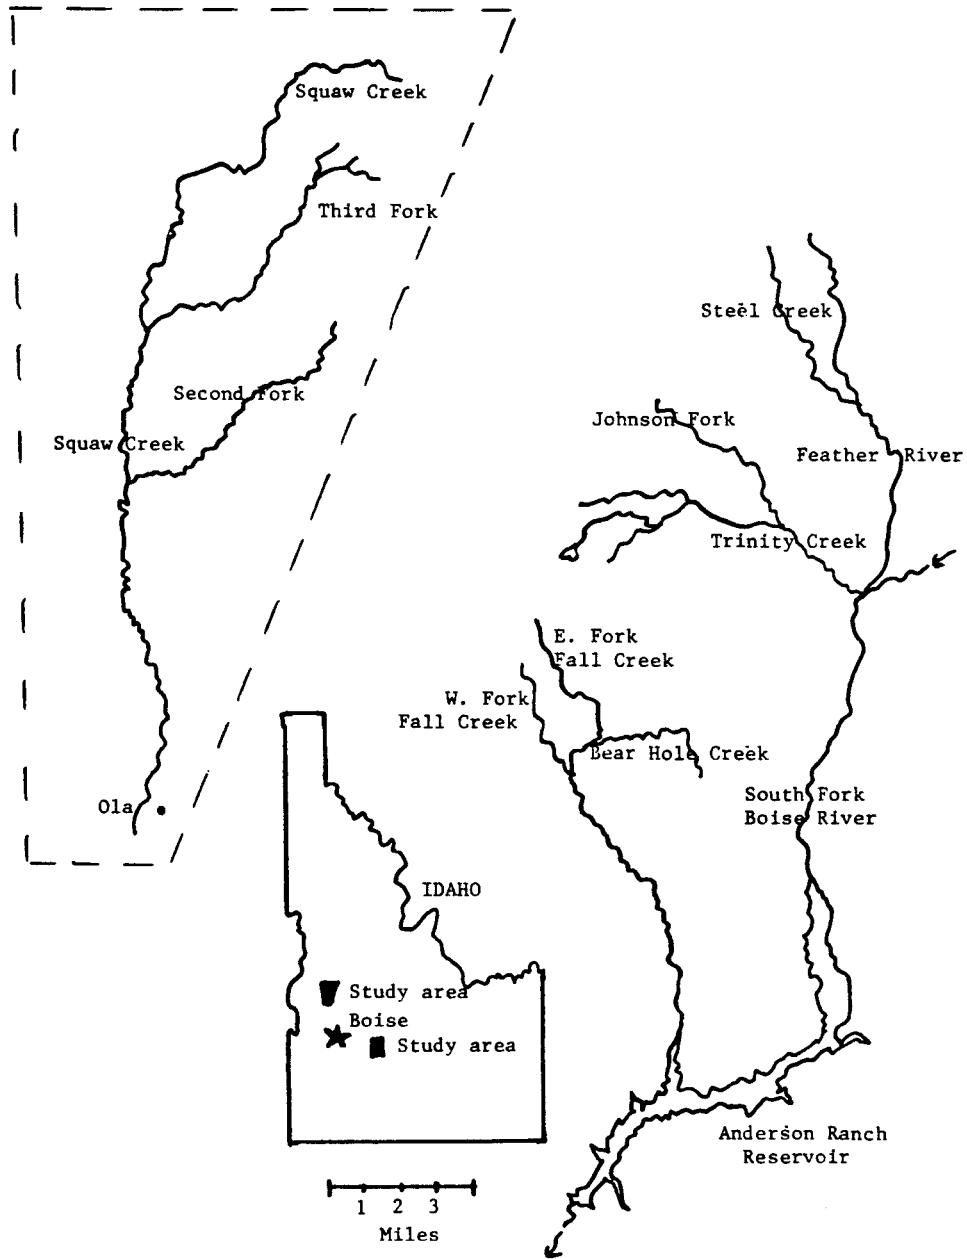 Squaw Creek
Third Fork
Steel Creek
Second Fork
Johnson Fork
Squaw Creek
Feather River
Trinity Creek
E. Fork
Fall Creek
W. Fork
Fall Creek
Bear Hole Creek
South Fork
Boise River
Ola
IDAHO
Study area
Boise
Study area
Anderson Ranch
Reservoir
1 2 3
Miles